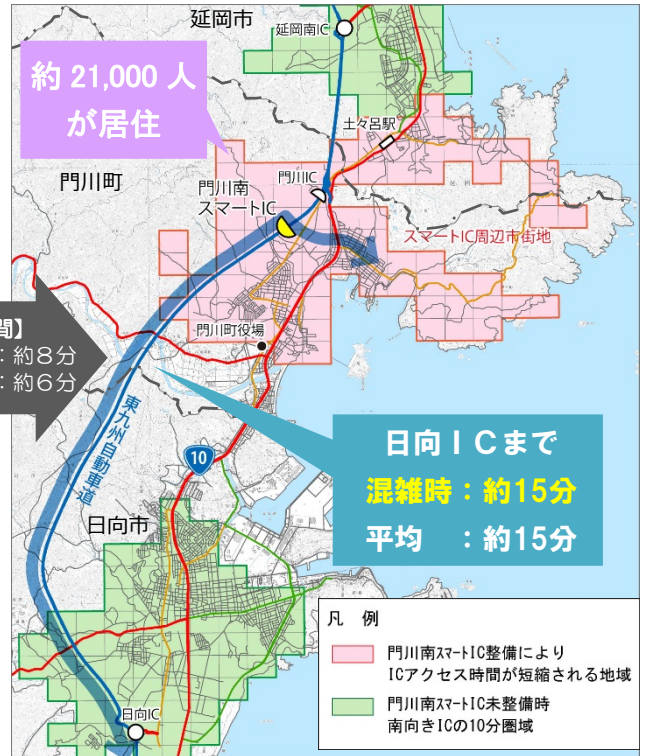 延岡市
延岡南IC
約 21,000 人
が居住
土々呂駅
門川町
門川IC
門川南
スマートIC
スマートIC周辺市街地
間】
：約８分
：約６分
門川町役場
東九州自動車道
10
日向ＩＣまで
混雑時：約15分
平均　：約15分
日向市
日向IC
凡　例
門川南ｽﾏｰﾄIC整備により
ICアクセス時間が短縮される地域
門川南ｽﾏｰﾄIC未整備時
南向きICの10分圏域